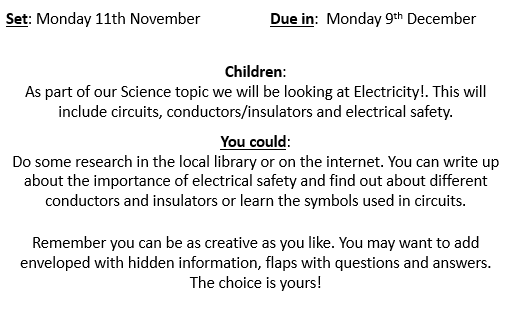 Set: Monday 11th November Due in: Monday 9th December
Children:
As part of our Science topic we will be looking at Electricity!. This will
include circuits, conductors/insulators and electrical safety.
You could:
Do some research in the local library or on the internet. You can write up
about the importance of electrical safety and find out about different
conductors and insulators or learn the symbols used in circuits.
Remember you can be as creative as you like. You may want to add
enveloped with hidden information, flaps with questions and answers.
The choice is yours!